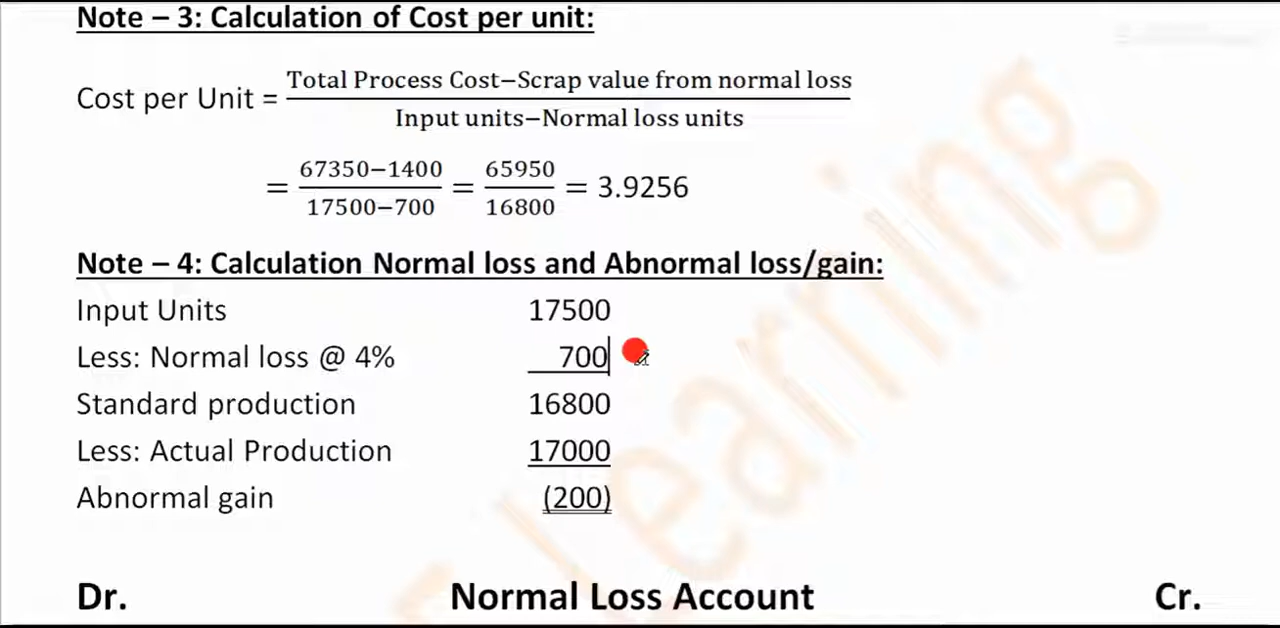 Note – 3: Calculation of Cost per unit:
Cost per Unit = Total Process Cost−Scrap value from normal loss / Input units−Normal loss units
= 67350−1400 / 17500−700 = 65950 / 16800 = 3.9256
Note – 4: Calculation Normal loss and Abnormal loss/gain:
Input Units 17500
Less: Normal loss @ 4% 700
Standard production 16800
Less: Actual Production 17000
Abnormal gain (200)
Dr. Normal Loss Account Cr.
Learning